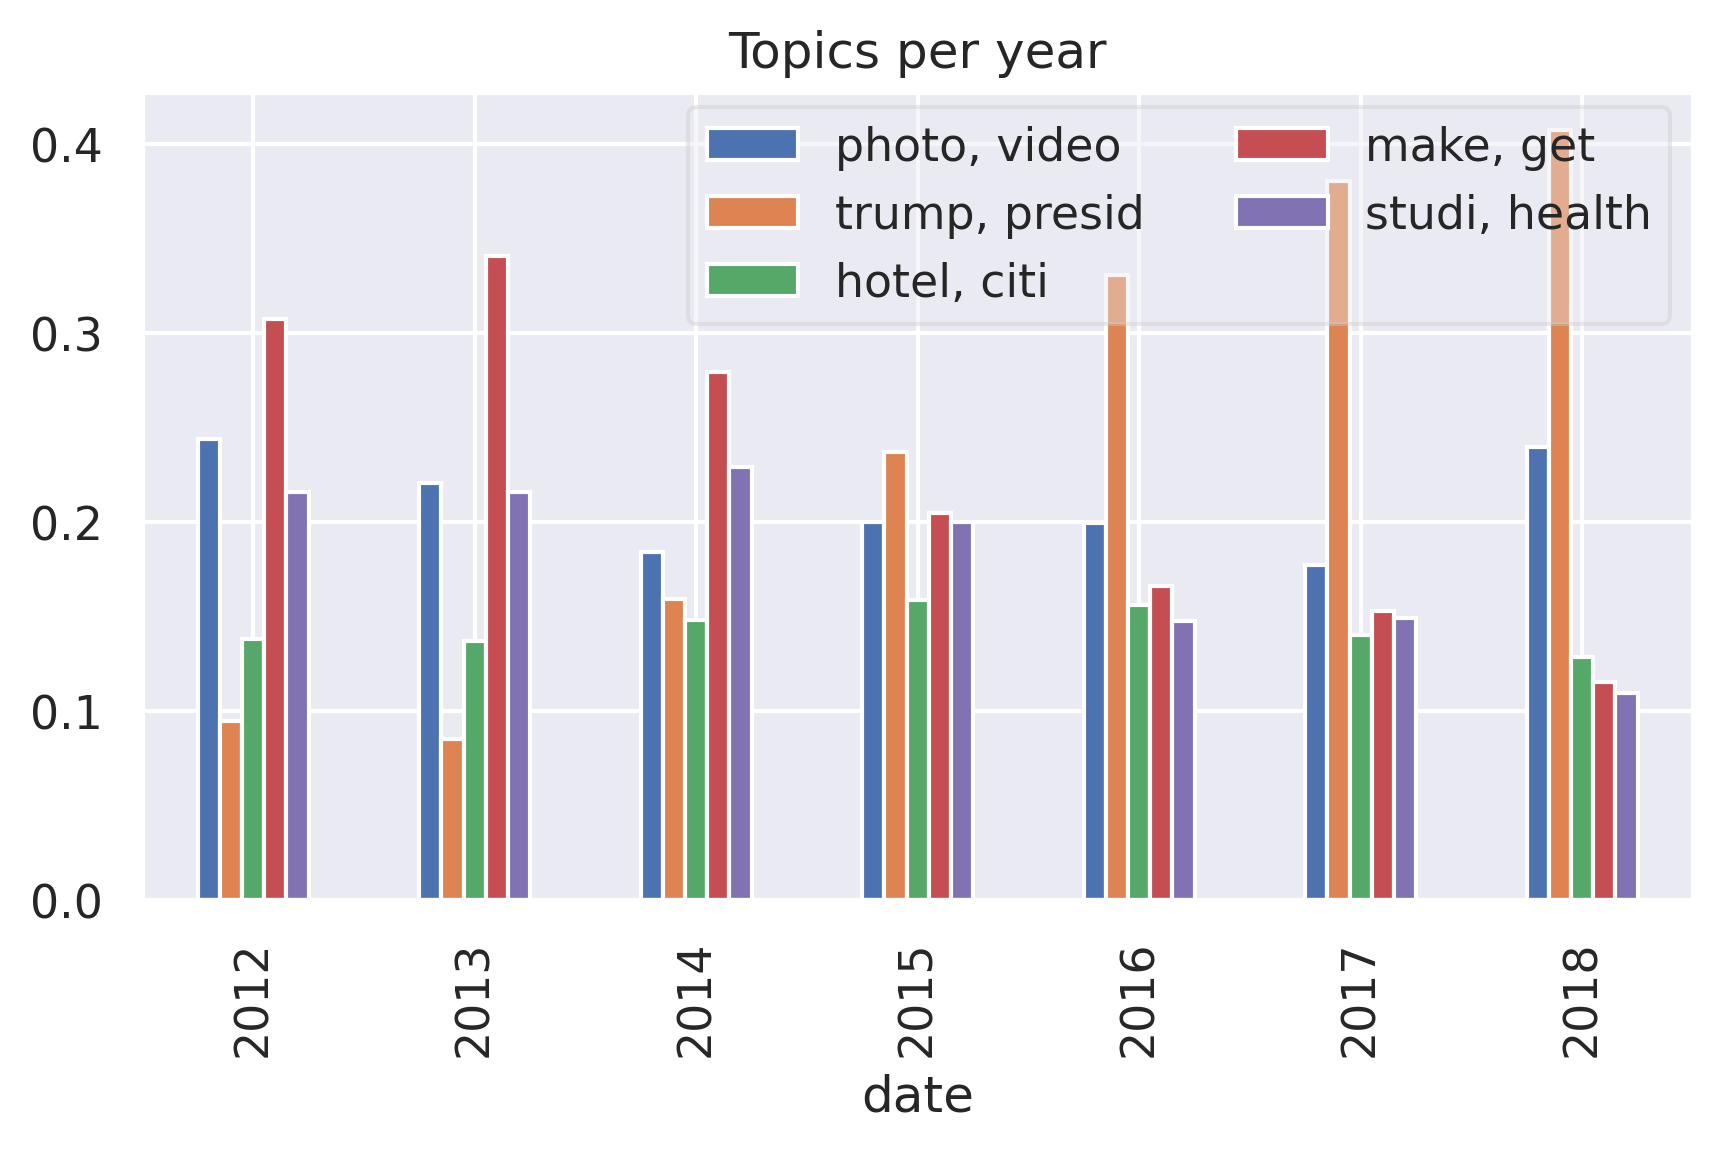 Topics per year
0.4
0.3
0.2
0.1
0.0
photo, video
trump, presid
hotel, citi
make, get
studi, health
2012
2013
2014
2015
2016
2017
2018
date